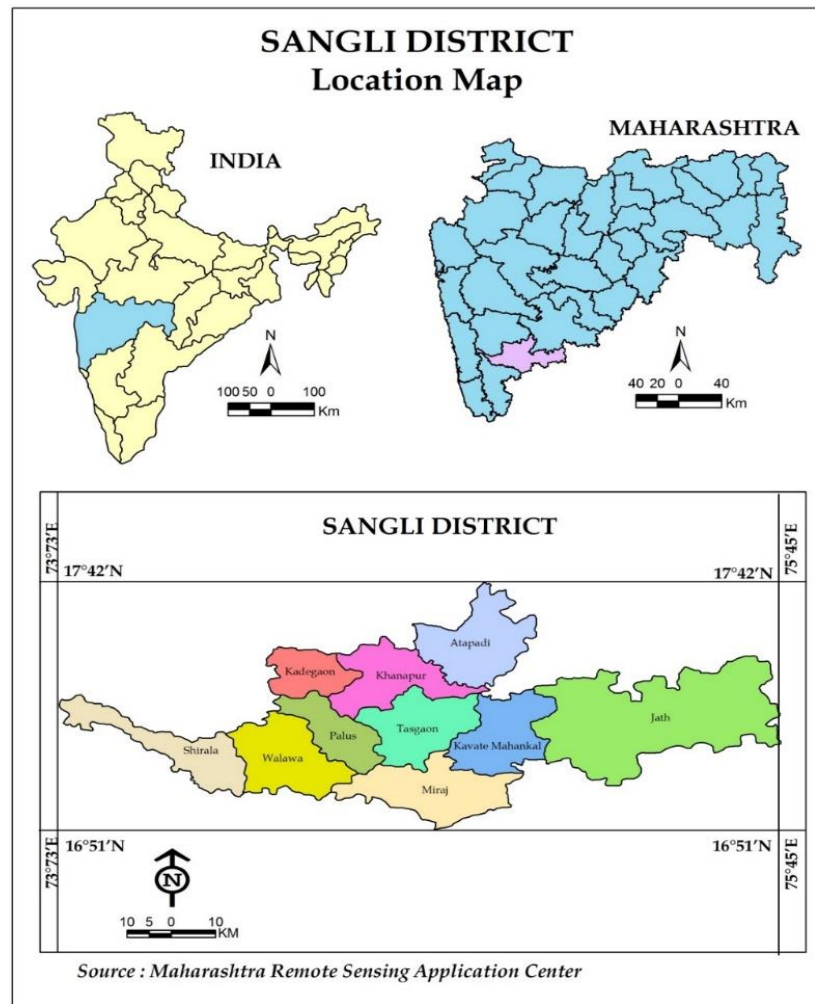 SANGLI DISTRICT
Location Map
INDIA
MAHARASHTRA
N
100 50 0 100
Km
N
40 20 0 40
Km
SANGLI DISTRICT
73°73'E
75°45'E
17°42'N
17°42'N
Atapadi
Kadegaon
Khanapur
Jath
Palus
Tasgaon
Kavate Mahankal
Shirala
Walawa
Miraj
16°51'N
16°51'N
73°73'E
75°45'E
N
10 5 0 10
KM
Source : Maharashtra Remote Sensing Application Center